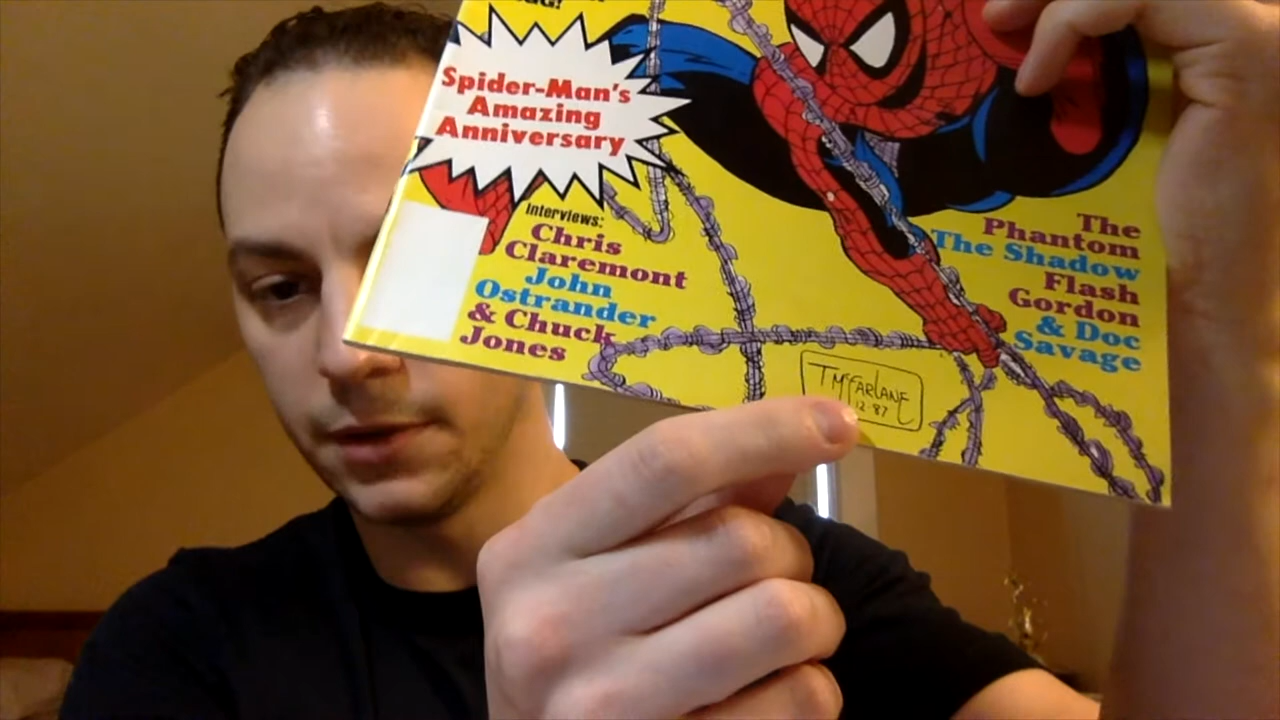 Spider-Man's
Amazing
Anniversary
Interviews:
Chris
Claremont
John
Ostrander
& Chuck
Jones
The
Phantom
The Shadow
Flash
Gordon
& Doc
Savage
T McFARLANE
12-87